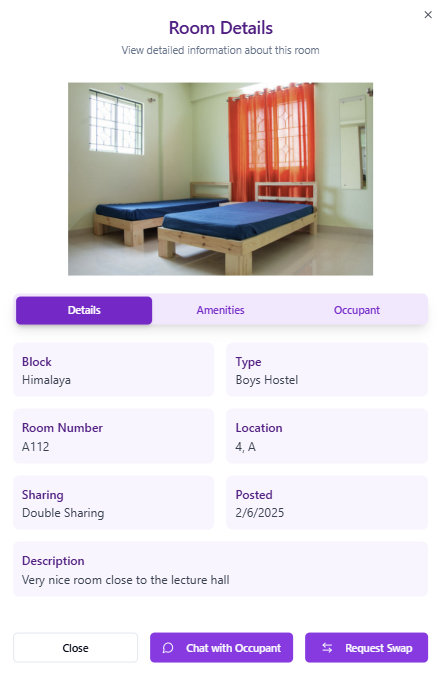 Room Details
View detailed information about this room
Details
Amenities
Occupant
Block
Himalaya
Type
Boys Hostel
Room Number
A112
Location
4, A
Sharing
Double Sharing
Posted
2/6/2025
Description
Very nice room close to the lecture hall
Close
Chat with Occupant
Request Swap